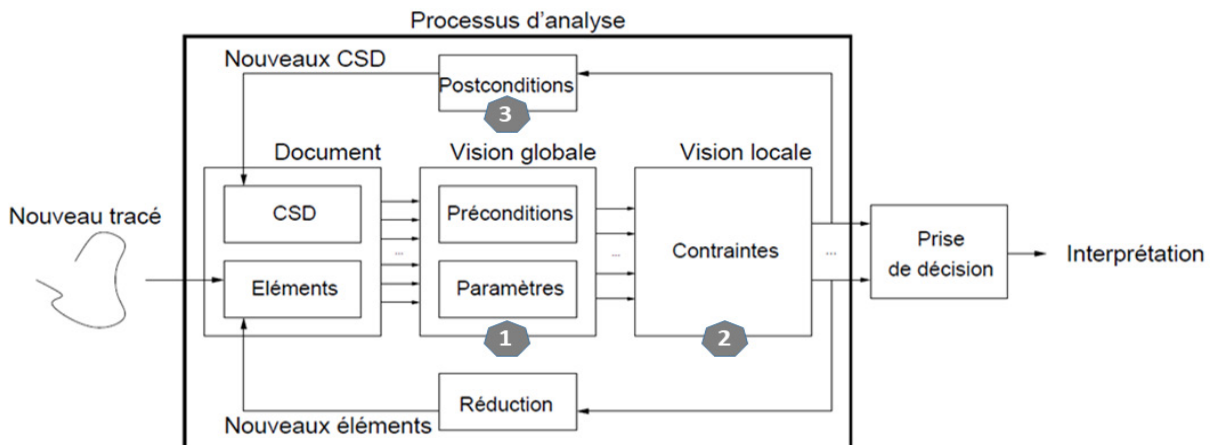 Processus d'analyse
Nouveaux CSD
Postconditions
3
Document
Vision globale
Vision locale
Nouveau tracé
CSD
Préconditions
Contraintes
Prise
de décision
Interprétation
Eléments
Paramètres
...
...
...
1
2
Réduction
Nouveaux éléments